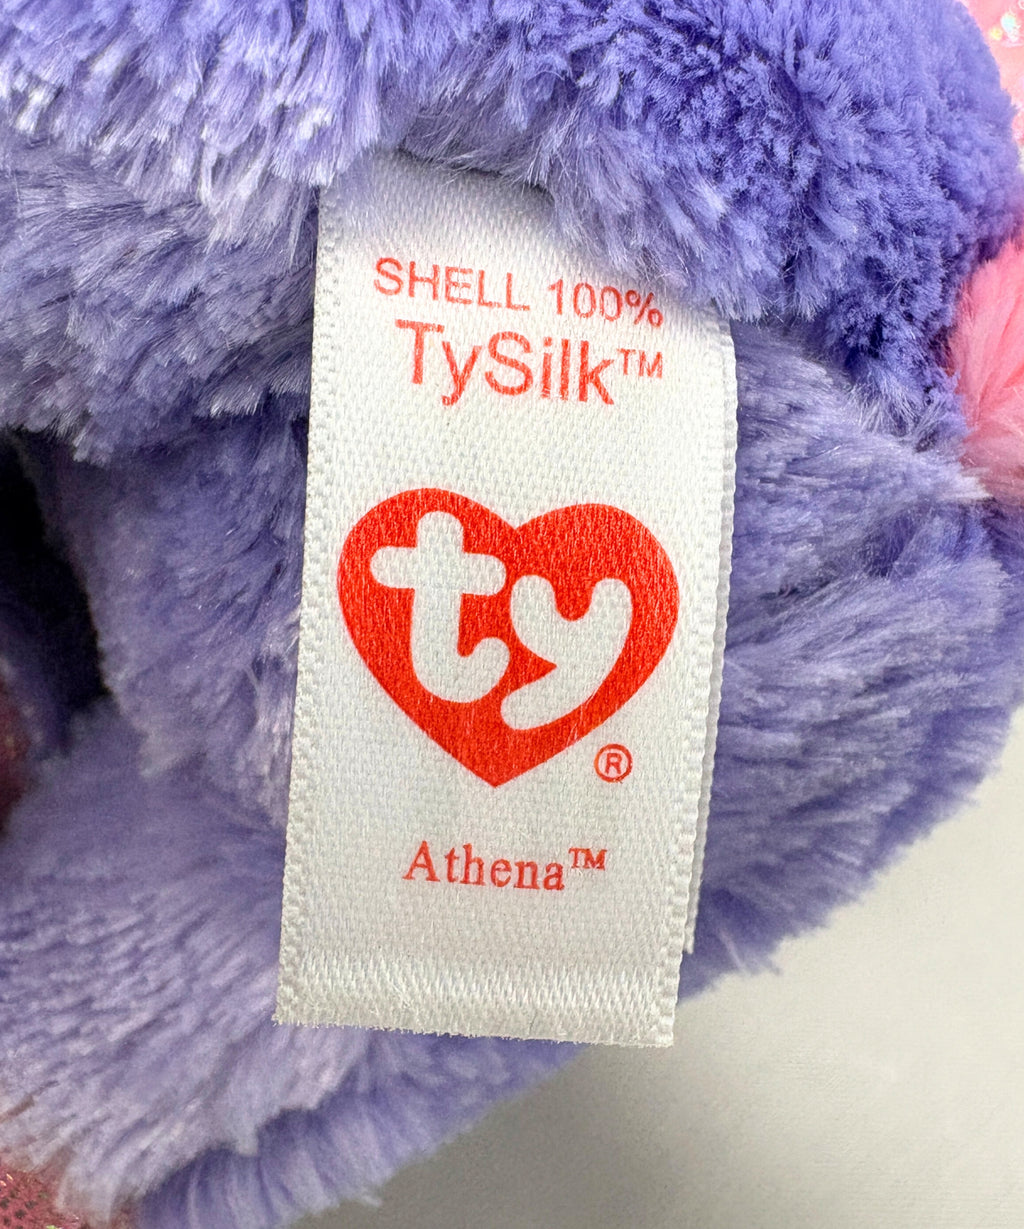 SHELL 100%
TySilk™
ty
®
Athena™